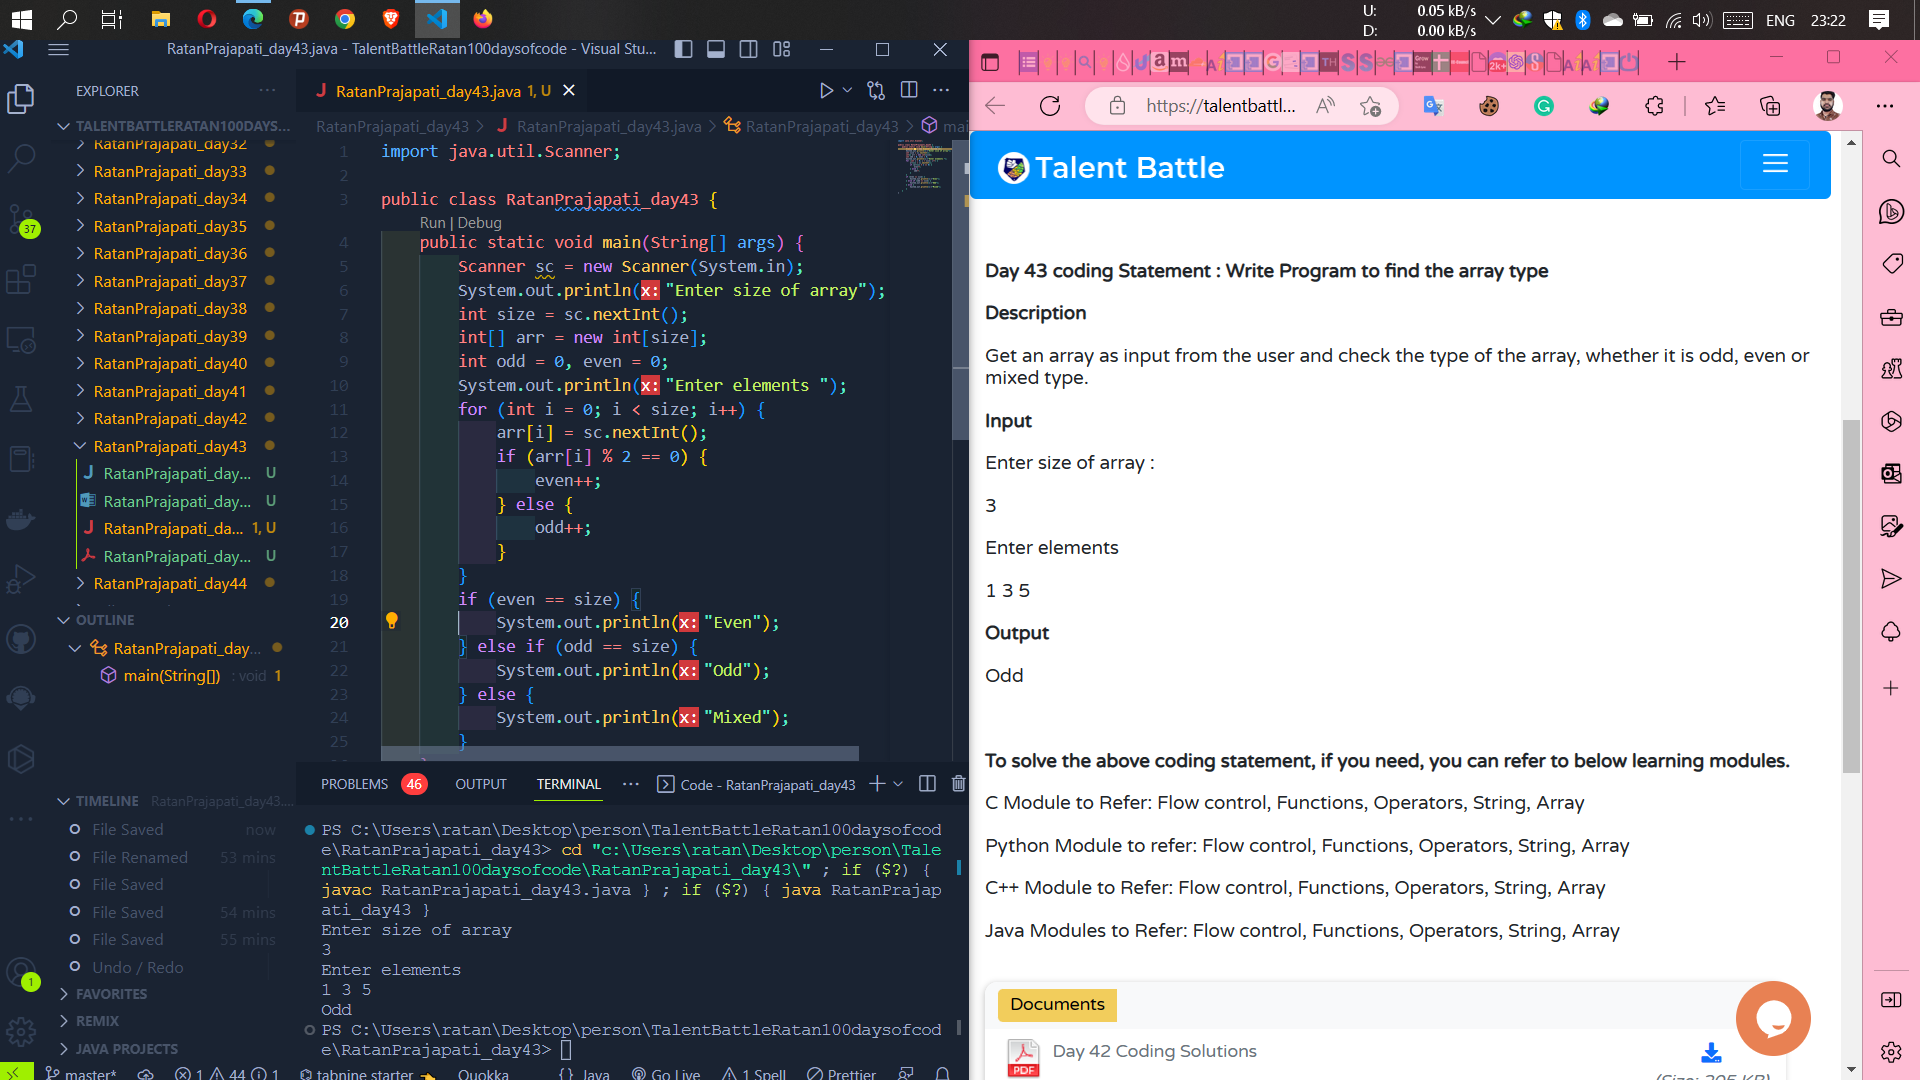 U: 0.05 kB/s
D: 0.00 kB/s
ENG 23:22
RatanPrajapati_day43.java - TalentBattleRatan100daysofcode - Visual Stu...
EXPLORER
TALENTBATTLERATAN100DAYS...
RatanPrajapati_day32
RatanPrajapati_day33
RatanPrajapati_day34
RatanPrajapati_day35
RatanPrajapati_day36
RatanPrajapati_day37
RatanPrajapati_day38
RatanPrajapati_day39
RatanPrajapati_day40
RatanPrajapati_day41
RatanPrajapati_day42
RatanPrajapati_day43
RatanPrajapati_day... U
RatanPrajapati_day... U
RatanPrajapati_da... 1, U
RatanPrajapati_day... U
RatanPrajapati_day44
OUTLINE
RatanPrajapati_day...
main(String[]) : void 1
TIMELINE RatanPrajapati_day43....
File Saved now
File Renamed 53 mins
File Saved
File Saved 54 mins
File Saved 55 mins
Undo / Redo
FAVORITES
REMIX
JAVA PROJECTS
37
1
RatanPrajapati_day43.java 1, U
RatanPrajapati_day43 > RatanPrajapati_day43.java > RatanPrajapati_day43 > mai
1 import java.util.Scanner;
2
3 public class RatanPrajapati_day43 {
Run | Debug
4 public static void main(String[] args) {
5 Scanner sc = new Scanner(System.in);
6 System.out.println(x: "Enter size of array");
7 int size = sc.nextInt();
8 int[] arr = new int[size];
9 int odd = 0, even = 0;
10 System.out.println(x: "Enter elements ");
11 for (int i = 0; i < size; i++) {
12 arr[i] = sc.nextInt();
13 if (arr[i] % 2 == 0) {
14 even++;
15 } else {
16 odd++;
17 }
18 }
19 if (even == size) {
20 System.out.println(x: "Even");
21 } else if (odd == size) {
22 System.out.println(x: "Odd");
23 } else {
24 System.out.println(x: "Mixed");
25 }
PROBLEMS 46 OUTPUT TERMINAL ... Code - RatanPrajapati_day43
PS C:\Users\ratan\Desktop\person\TalentBattleRatan100daysofcod
e\RatanPrajapati_day43> cd "c:\Users\ratan\Desktop\person\Tale
ntBattleRatan100daysofcode\RatanPrajapati_day43\" ; if ($?) {
javac RatanPrajapati_day43.java } ; if ($?) { java RatanPrajap
ati_day43 }
Enter size of array
3
Enter elements
1 3 5
Odd
PS C:\Users\ratan\Desktop\person\TalentBattleRatan100daysofcod
e\RatanPrajapati_day43>
master* 1 44 1 tabnine starter Quokka {} Java Go Live 1 Spell Prettier
https://talentbattl...
Talent Battle
Day 43 coding Statement : Write Program to find the array type
Description
Get an array as input from the user and check the type of the array, whether it is odd, even or
mixed type.
Input
Enter size of array :
3
Enter elements
1 3 5
Output
Odd
To solve the above coding statement, if you need, you can refer to below learning modules.
C Module to Refer: Flow control, Functions, Operators, String, Array
Python Module to refer: Flow control, Functions, Operators, String, Array
C++ Module to Refer: Flow control, Functions, Operators, String, Array
Java Modules to Refer: Flow control, Functions, Operators, String, Array
Documents
PDF
Day 42 Coding Solutions